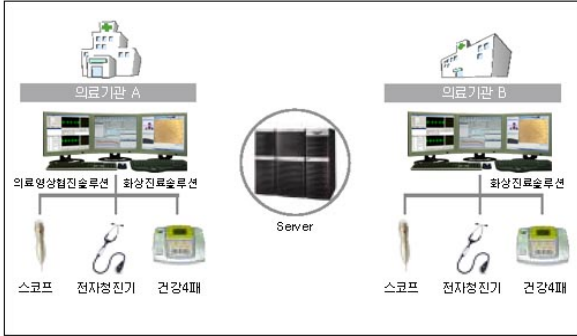 의료기관 A
의료기관 B
의료영상협진솔루션 화상진료솔루션
화상진료솔루션
Server
스코프 전자청진기 건강4패
스코프 전자청진기 건강4패